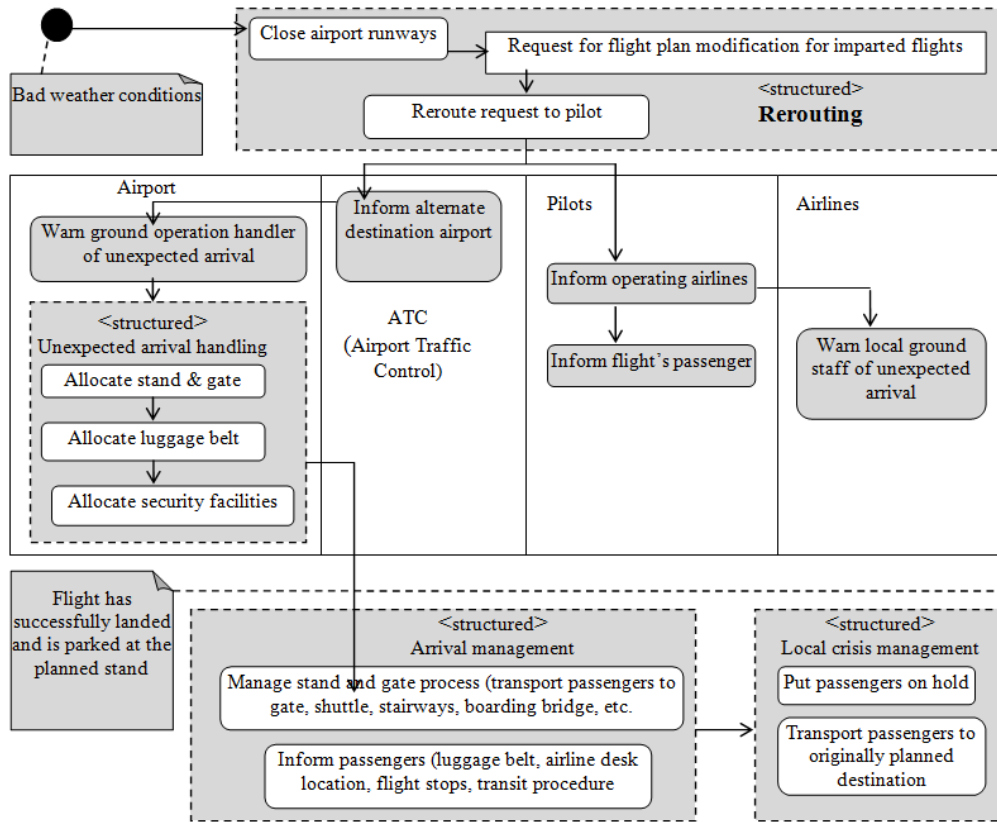 Close airport runways
Request for flight plan modification for imparted flights
Bad weather conditions
<structured>
Rerouting
Reroute request to pilot
Airport
Warn ground operation handler
of unexpected arrival
<structured>
Unexpected arrival handling
Allocate stand & gate
Allocate luggage belt
Allocate security facilities
Inform alternate
destination airport
ATC
(Airport Traffic
Control)
Pilots
Inform operating airlines
Inform flight’s passenger
Airlines
Warn local ground
staff of unexpected
arrival
Flight has
successfully landed
and is parked at the
planned stand
<structured>
Arrival management
Manage stand and gate process (transport passengers to
gate, shuttle, stairways, boarding bridge, etc.
Inform passengers (luggage belt, airline desk
location, flight stops, transit procedure
<structured>
Local crisis management
Put passengers on hold
Transport passengers to
originally planned
destination